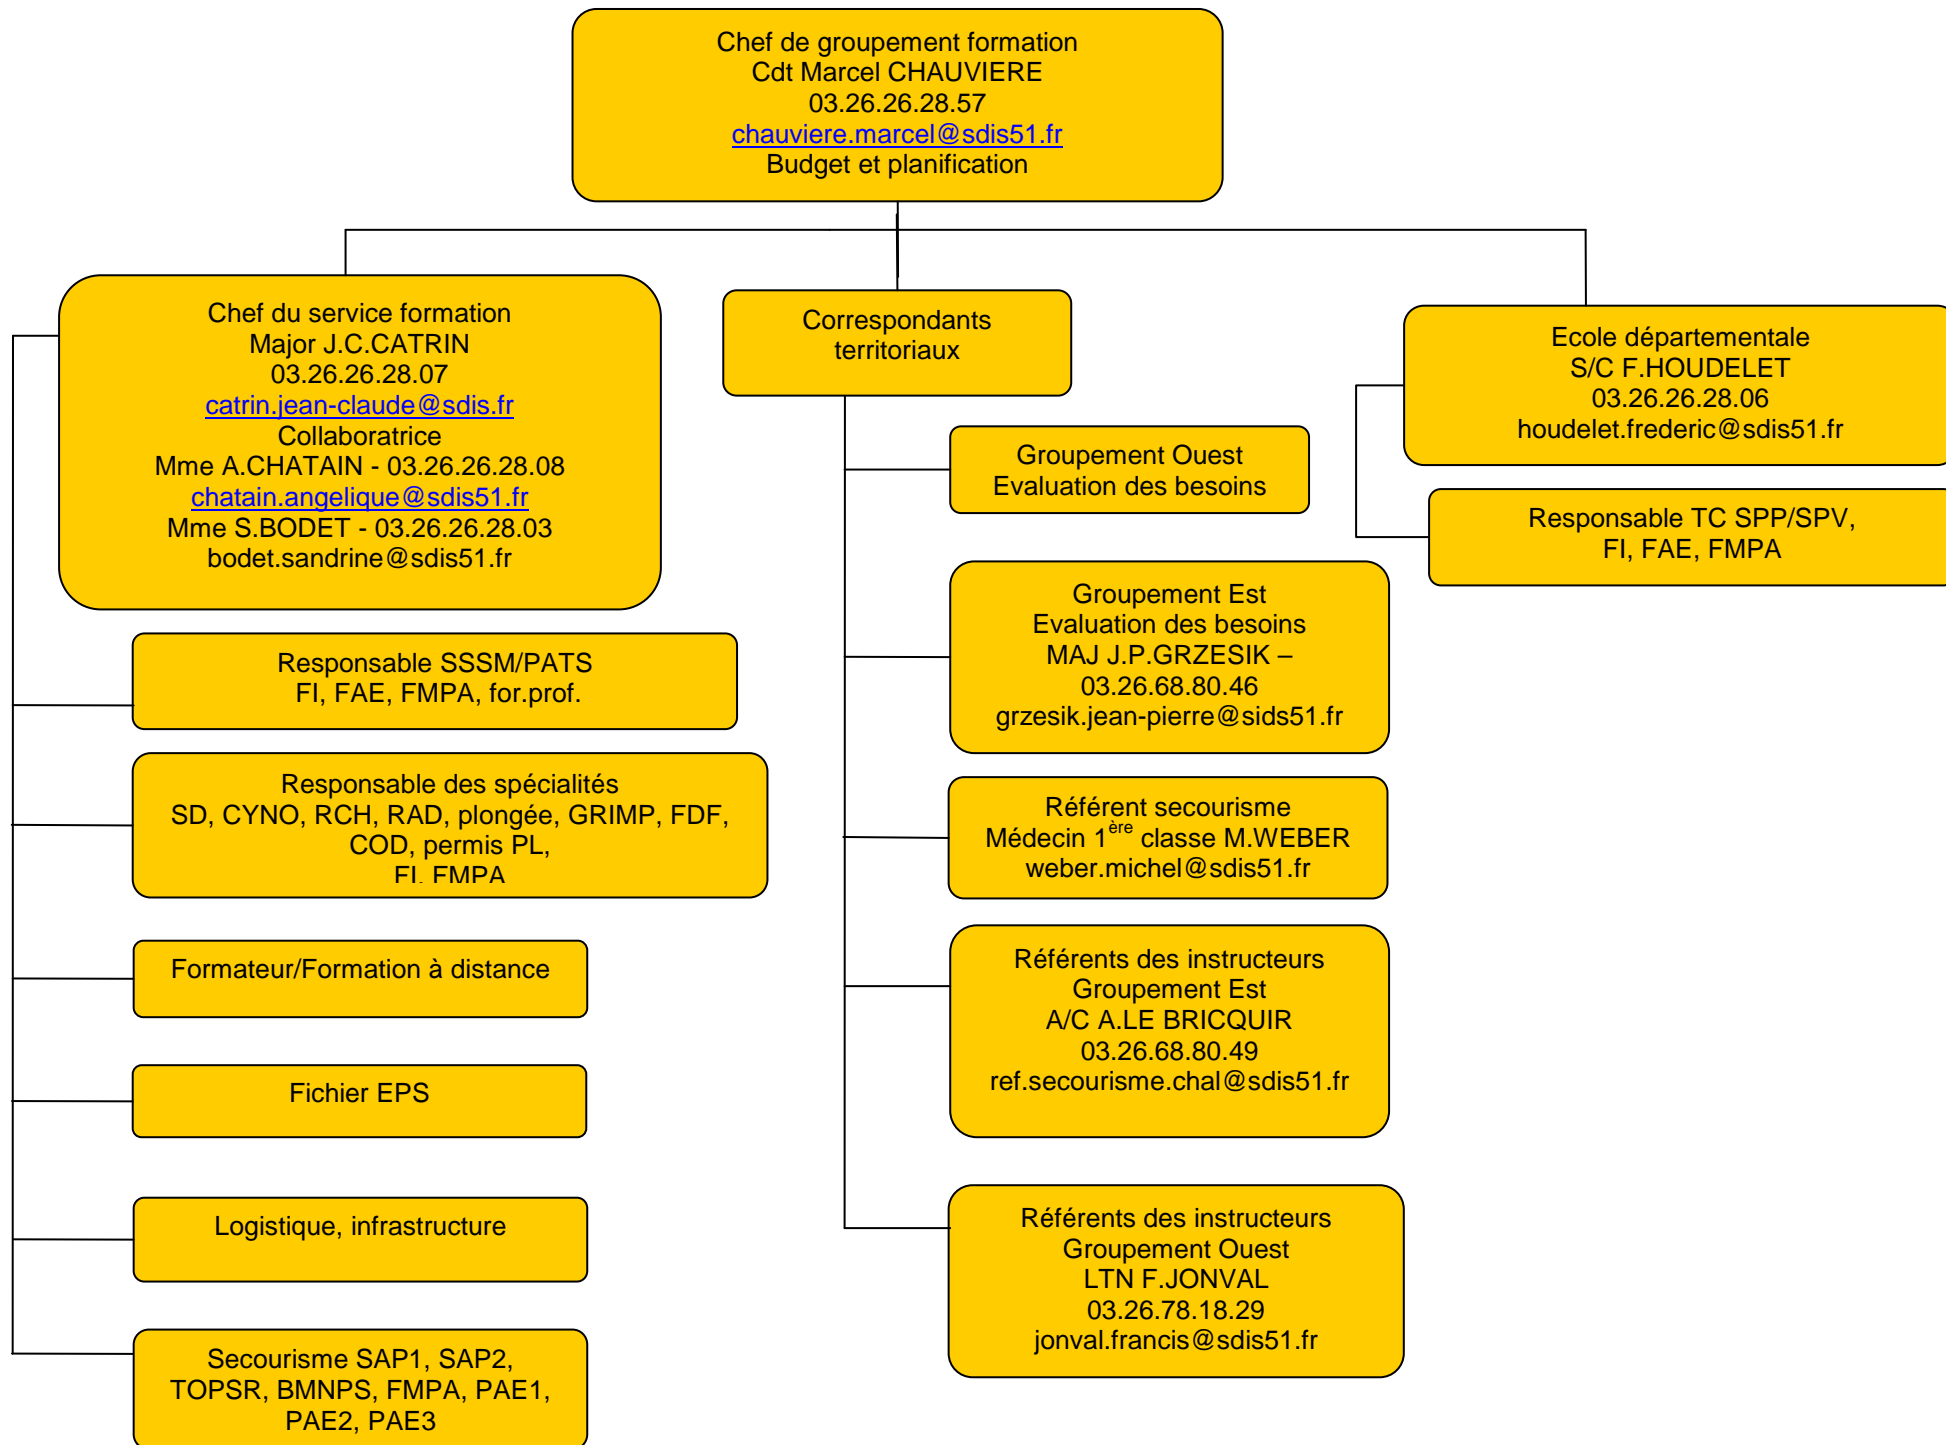 Chef de groupement formation
Cdt Marcel CHAUVIERE
03.26.26.28.57
chauviere.marcel@sdis51.fr
Budget et planification
Chef du service formation
Major J.C.CATRIN
03.26.26.28.07
catrin.jean-claude@sdis.fr
Collaboratrice
Mme A.CHATAIN - 03.26.26.28.08
chatain.angelique@sdis51.fr
Mme S.BODET - 03.26.26.28.03
bodet.sandrine@sdis51.fr
Responsable SSSM/PATS
FI, FAE, FMPA, for.prof.
Responsable des spécialités
SD, CYNO, RCH, RAD, plongée, GRIMP, FDF,
COD, permis PL,
FI, FMPA
Formateur/Formation à distance
Fichier EPS
Logistique, infrastructure
Secourisme SAP1, SAP2,
TOPSR, BMNPS, FMPA, PAE1,
PAE2, PAE3
Correspondants
territoriaux
Groupement Ouest
Evaluation des besoins
Groupement Est
Evaluation des besoins
MAJ J.P.GRZESIK –
03.26.68.80.46
grzesik.jean-pierre@sids51.fr
Référent secourisme
Médecin 1ère classe M.WEBER
weber.michel@sdis51.fr
Référents des instructeurs
Groupement Est
A/C A.LE BRICQUIR
03.26.68.80.49
ref.secourisme.chal@sdis51.fr
Référents des instructeurs
Groupement Ouest
LTN F.JONVAL
03.26.78.18.29
jonval.francis@sdis51.fr
Ecole départementale
S/C F.HOUDELET
03.26.26.28.06
houdelet.frederic@sdis51.fr
Responsable TC SPP/SPV,
FI, FAE, FMPA